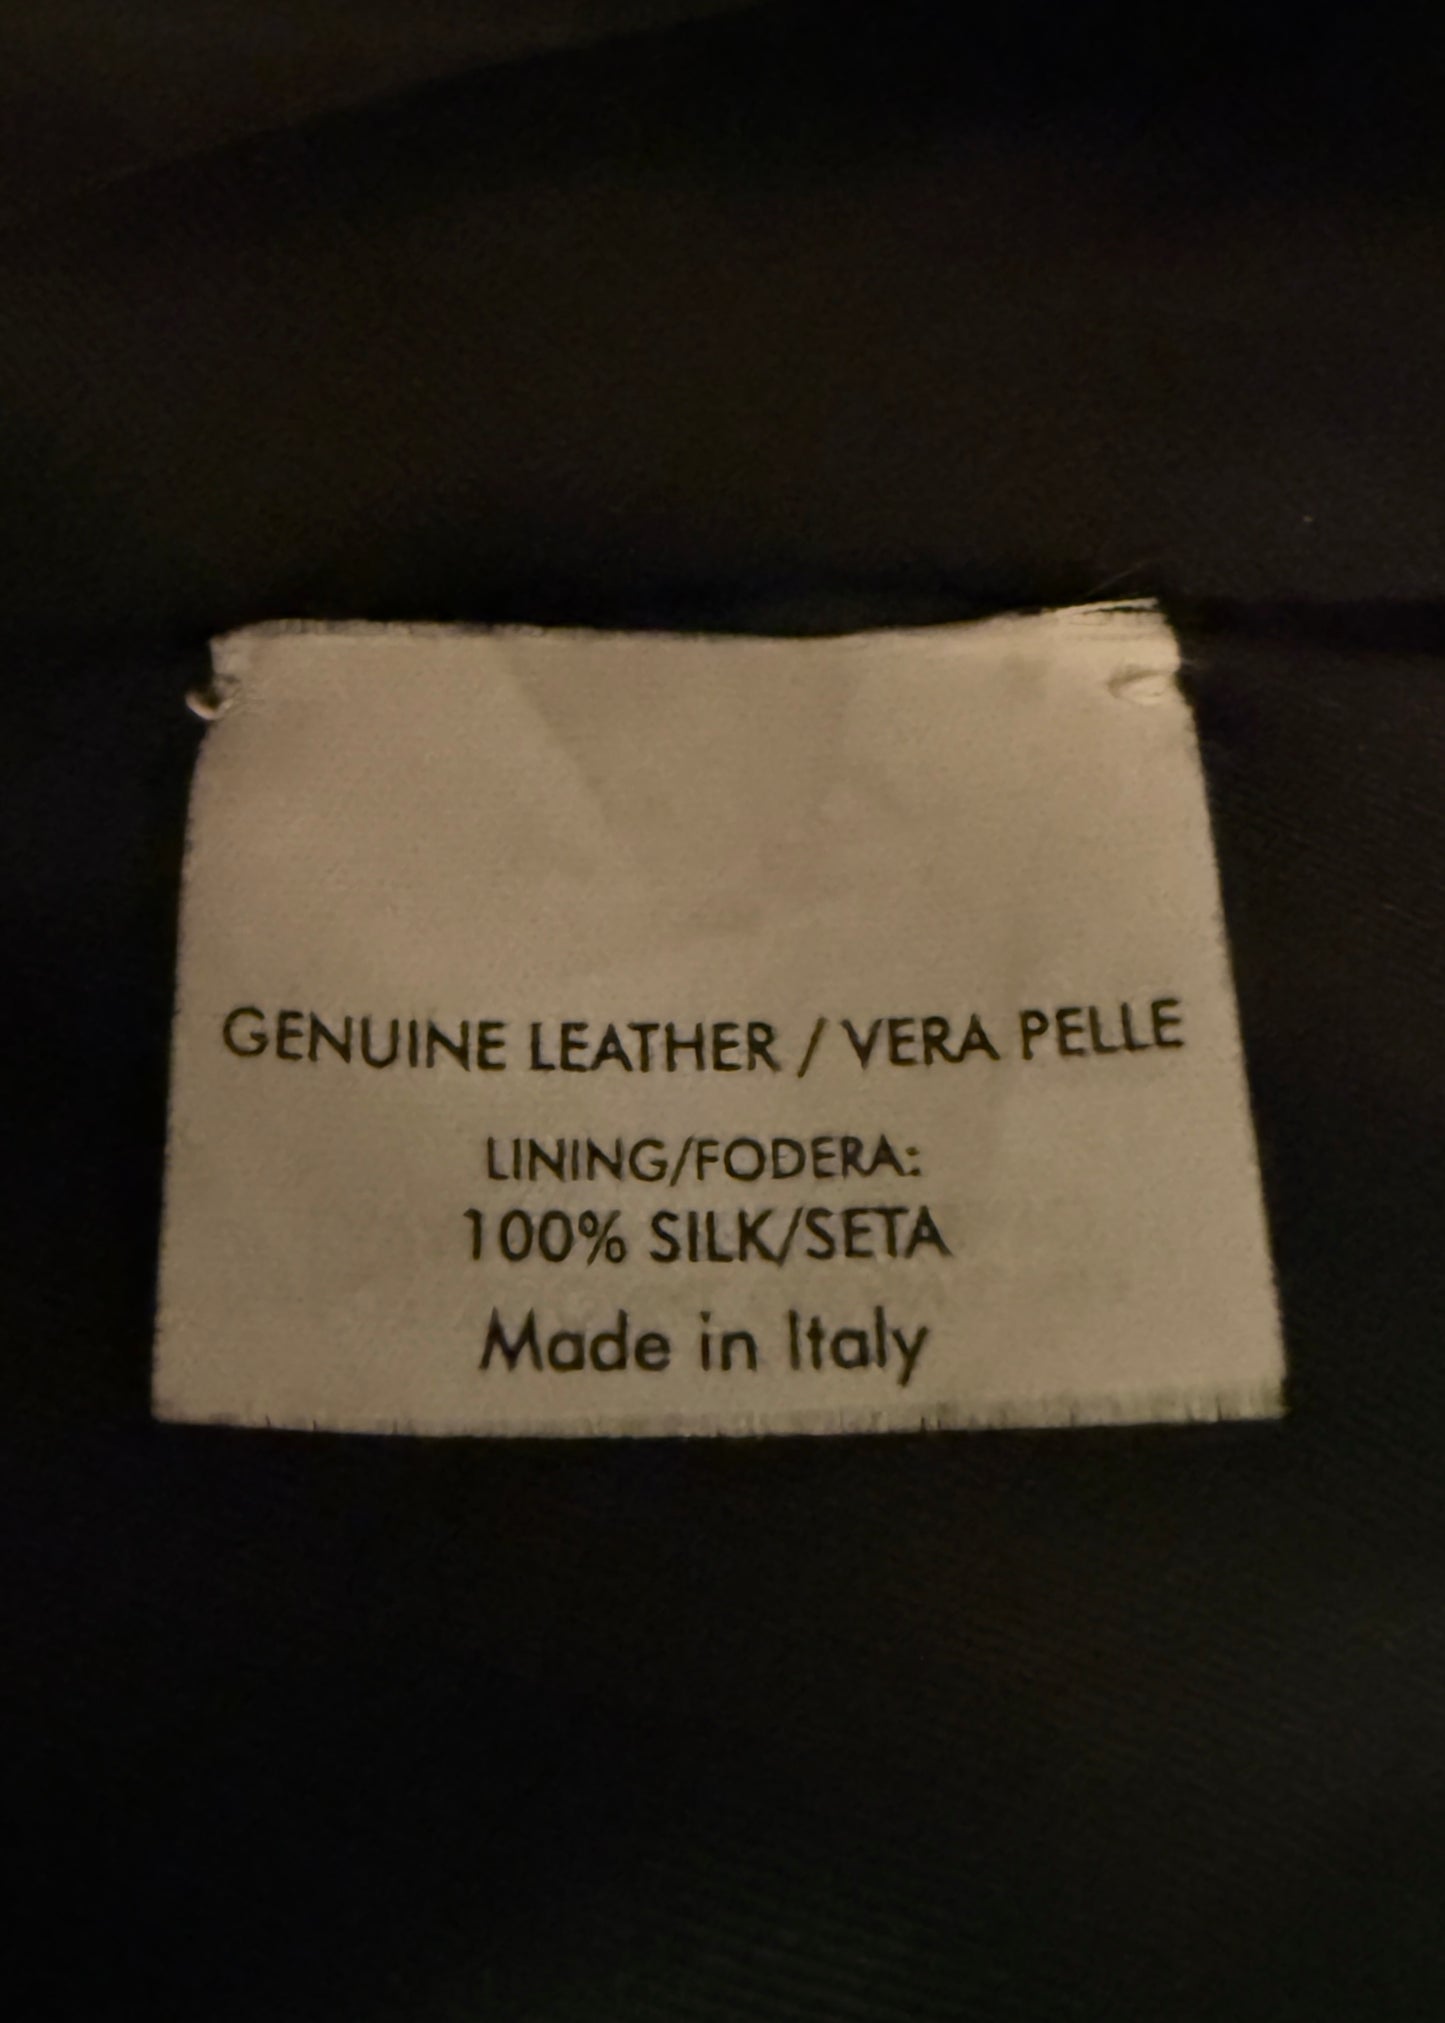 GENUINE LEATHER / VERA PELLE
LINING/FODERA:
100% SILK/SETA
Made in Italy